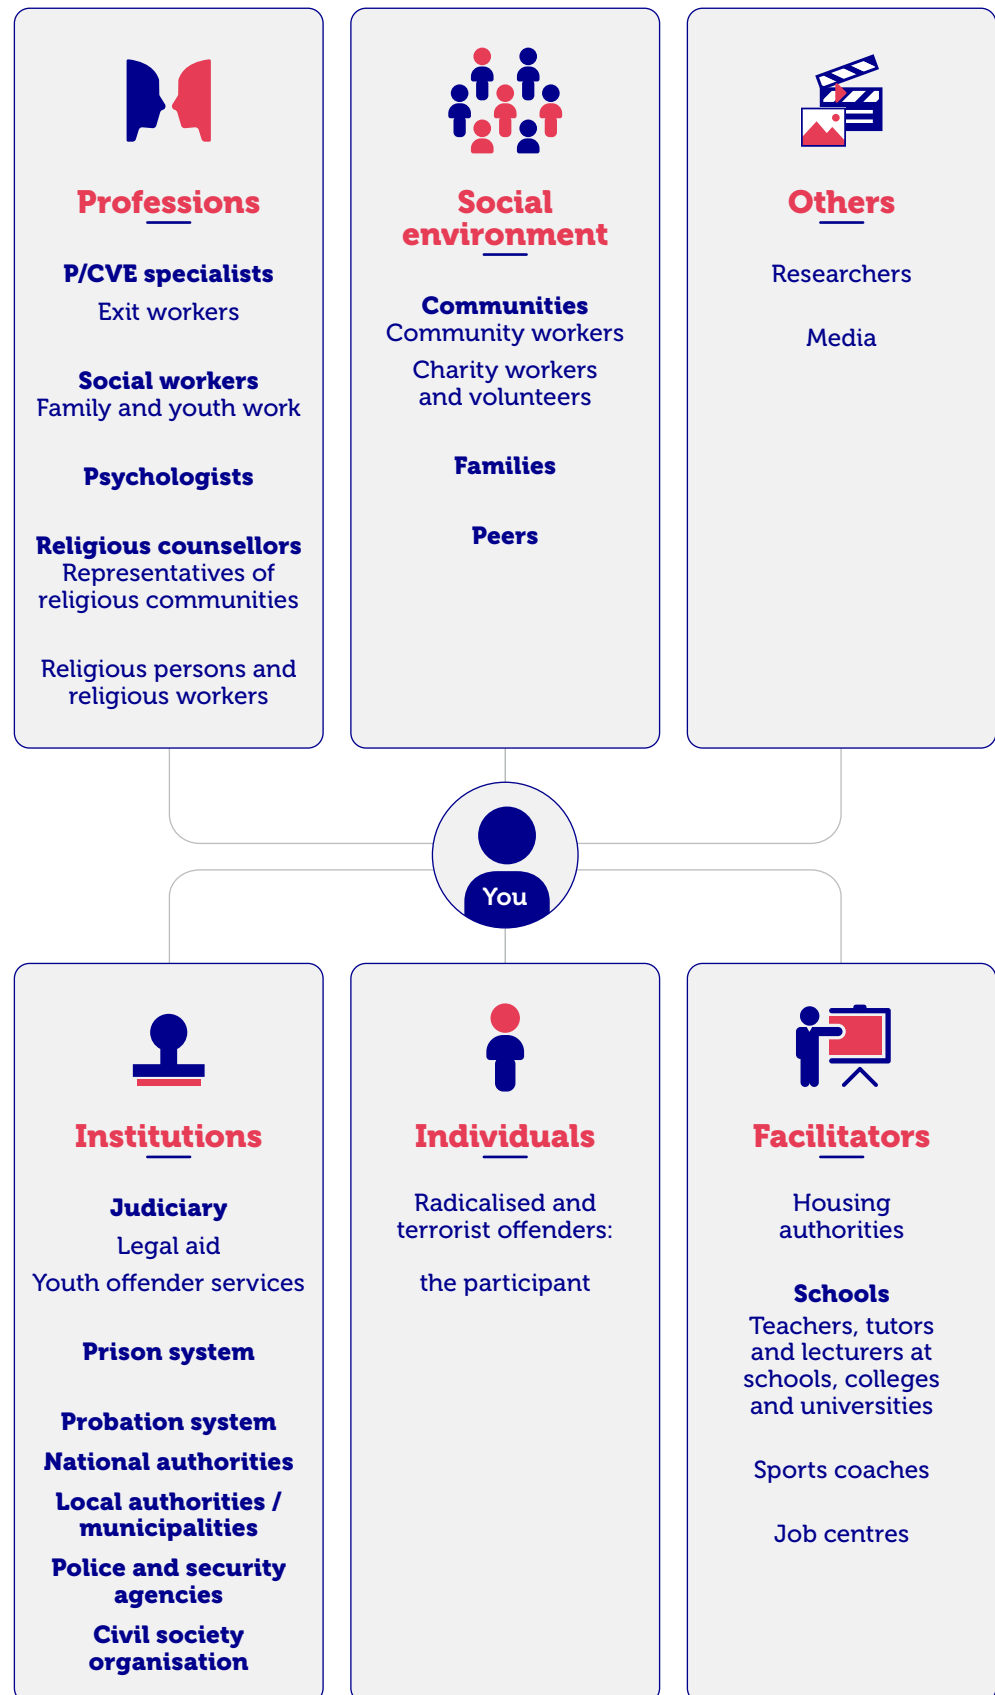 Professions
P/CVE specialists
Exit workers
Social workers
Family and youth work
Psychologists
Religious counsellors
Representatives of
religious communities
Religious persons and
religious workers
Social
environment
Communities
Community workers
Charity workers
and volunteers
Families
Peers
Others
Researchers
Media
You
Institutions
Judiciary
Legal aid
Youth offender services
Prison system
Probation system
National authorities
Local authorities /
municipalities
Police and security
agencies
Civil society
organisation
Individuals
Radicalised and
terrorist offenders:
the participant
Facilitators
Housing
authorities
Schools
Teachers, tutors
and lecturers at
schools, colleges
and universities
Sports coaches
Job centres